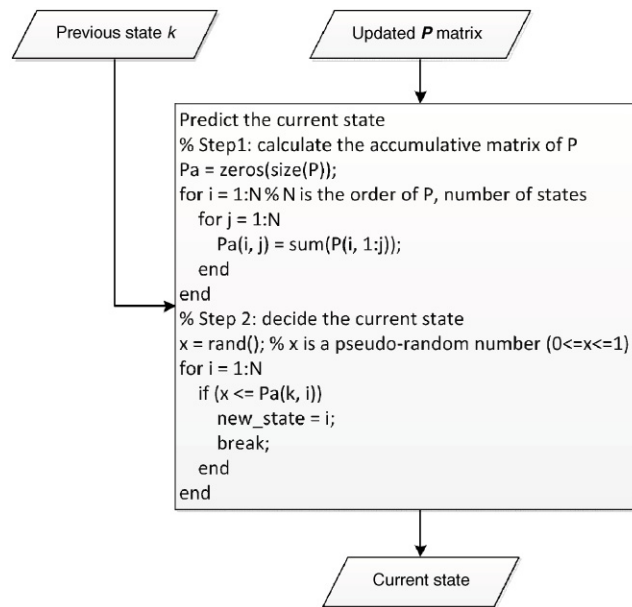 Previous state k
Updated P matrix
Predict the current state
% Step1: calculate the accumulative matrix of P
Pa = zeros(size(P));
for i = 1:N % N is the order of P, number of states
for j = 1:N
Pa(i, j) = sum(P(i, 1:j));
end
end
% Step 2: decide the current state
x = rand(); % x is a pseudo-random number (0<=x<=1)
for i = 1:N
if (x <= Pa(k, i))
new_state = i;
break;
end
end
Current state